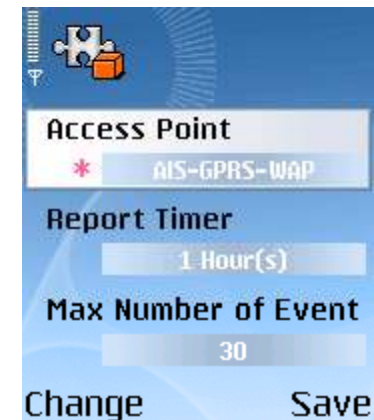 Access Point
* AIS-GPRS-WAP
Report Timer
1 Hour(s)
Max Number of Event
30
Change Save